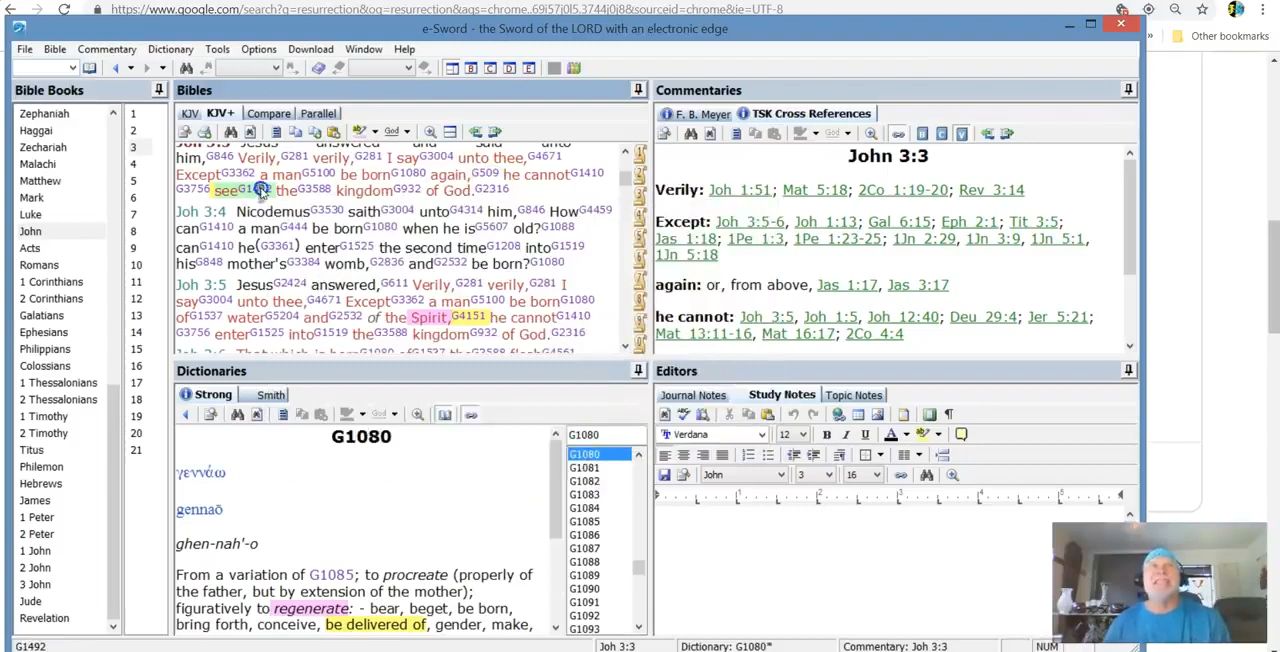 https://www.google.com/search?q=resurrection&oq=resurrection&aqs=chrome..69i57j0l5.3744j0j8&sourceid=chrome&ie=UTF-8
» Other bookmarks
e-Sword - the Sword of the LORD with an electronic edge
File Bible Commentary Dictionary Tools Options Download Window Help
B C D E
Bible Books
Zephaniah
Haggai
Zechariah
Malachi
Matthew
Mark
Luke
John
Acts
Romans
1 Corinthians
2 Corinthians
Galatians
Ephesians
Philippians
Colossians
1 Thessalonians
2 Thessalonians
1 Timothy
2 Timothy
Titus
Philemon
Hebrews
James
1 Peter
2 Peter
1 John
2 John
3 John
Jude
Revelation
1
2
3
4
5
6
7
8
9
10
11
12
13
14
15
16
17
18
19
20
21
Bibles
KJV KJV+ Compare Parallel
God
him,G846 Verily,G281 verily,G281 I sayG3004 unto thee,G4671
ExceptG3362 a manG5100 be bornG1080 again,G509 he cannotG1410
G3756 see theG3588 kingdomG932 of God.G2316
Joh 3:4 NicodemusG3530 saithG3004 untoG4314 him,G846 HowG4459
canG1410 a manG444 be bornG1080 when he isG5607 old?G1088
canG1410 he(G3361) enterG1525 the second timeG1208 intoG1519
hisG848 mother'sG3384 womb,G2836 andG2532 be born?G1080
Joh 3:5 JesusG2424 answered,G611 Verily,G281 verily,G281 I
sayG3004 unto thee,G4671 ExceptG3362 a manG5100 be bornG1080
ofG1537 waterG5204 andG2532 of the Spirit,G4151 he cannotG1410
G3756 enterG1525 intoG1519 theG3588 kingdomG932 of God.G2316
Commentaries
F. B. Meyer TSK Cross References
God
John 3:3
Verily: Joh 1:51; Mat 5:18; 2Co 1:19-20; Rev 3:14
Except: Joh 3:5-6, Joh 1:13; Gal 6:15; Eph 2:1; Tit 3:5;
Jas 1:18; 1Pe 1:3, 1Pe 1:23-25; 1Jn 2:29, 1Jn 3:9, 1Jn 5:1,
1Jn 5:18
again: or, from above, Jas 1:17, Jas 3:17
he cannot: Joh 3:5, Joh 1:5, Joh 12:40; Deu 29:4; Jer 5:21;
Mat 13:11-16, Mat 16:17; 2Co 4:4
Dictionaries
Strong Smith
God
G1080
γεννάω
gennaō
ghen-nah'-o
From a variation of G1085; to procreate (properly of
the father, but by extension of the mother);
figuratively to regenerate: - bear, beget, be born,
bring forth, conceive, be delivered of, gender, make,
G1080
G1080
G1081
G1082
G1083
G1084
G1085
G1086
G1087
G1088
G1089
G1090
G1091
G1092
G1093
Editors
Journal Notes Study Notes Topic Notes
Verdana 12 B I U A
John 3 16
1 2 3 4 5
G1492 Joh 3:3 Dictionary: G1080* Commentary: Joh 3:3 NUM